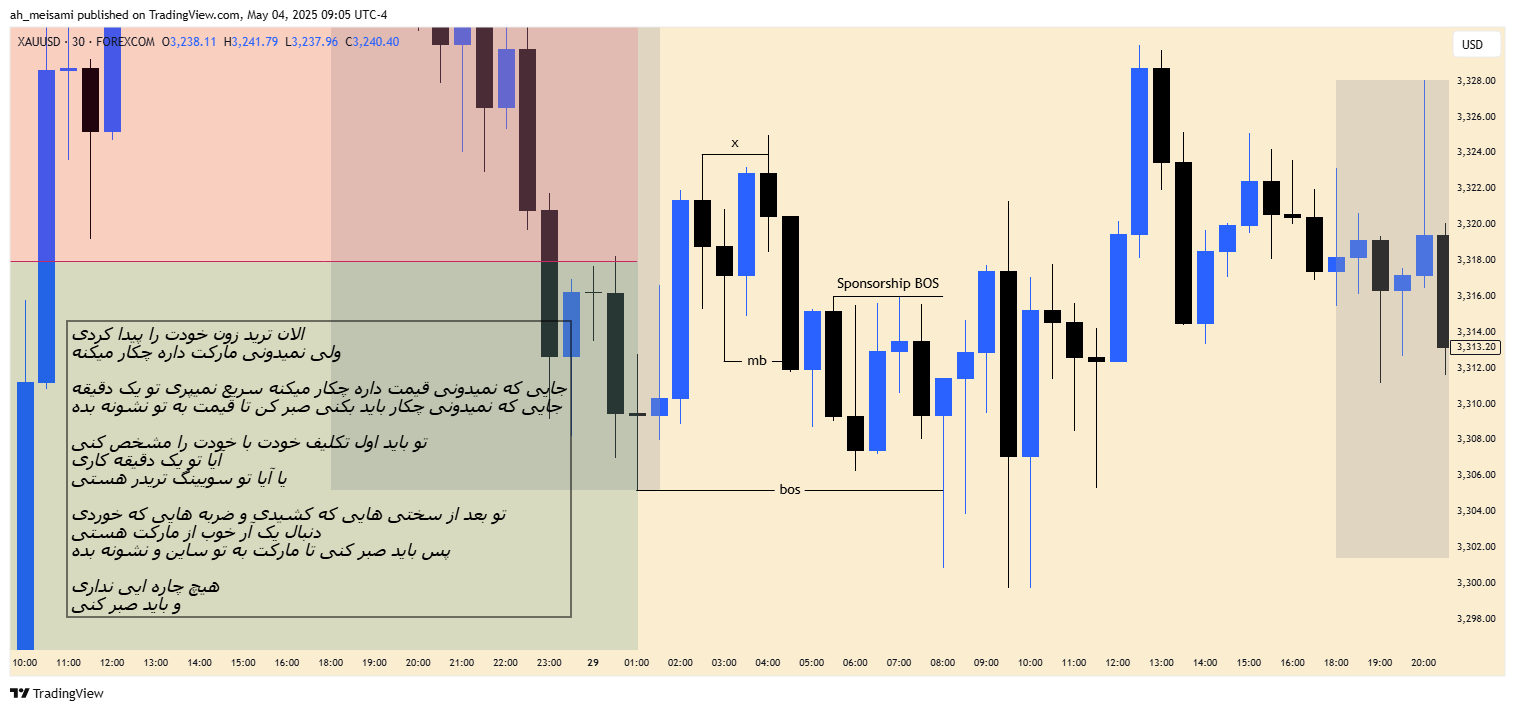 ah_meisami published on TradingView.com, May 04, 2025 09:05 UTC-4
XAUUSD · 30 · FOREXCOM O3,238.11 H3,241.79 L3,237.96 C3,240.40
USD
3,328.00
3,326.00
3,324.00
3,322.00
3,320.00
3,318.00
3,316.00
3,314.00
3,313.20
3,312.00
3,310.00
3,308.00
3,306.00
3,304.00
3,302.00
3,300.00
3,298.00
x
Sponsorship BOS
mb
bos
الان ترید زون خودت را پیدا کردی
ولی نمیدونی مارکت داره چکار میکنه
جایی که نمیدونی قیمت داره چکار میکنه سریع نمیپری تو یک دقیقه
جایی که نمیدونی چکار باید بکنی صبر کن تا قیمت به تو نشونه بده
تو باید اول تکلیف خودت با خودت را مشخص کنی
آیا تو یک دقیقه کاری
یا آیا تو سویینگ تریدر هستی
تو بعد از سختی هایی که کشیدی و ضربه هایی که خوردی
دنبال یک آر خوب از مارکت هستی
پس باید صبر کنی تا مارکت به تو ساین و نشونه بده
هیچ چاره ایی نداری
و باید صبر کنی
10:00 11:00 12:00 13:00 14:00 15:00 16:00 17:00 18:00 19:00 20:00 21:00 22:00 23:00 29 01:00 02:00 03:00 04:00 05:00 06:00 07:00 08:00 09:00 10:00 11:00 12:00 13:00 14:00 15:00 16:00 17:00 18:00 19:00 20:00
TradingView